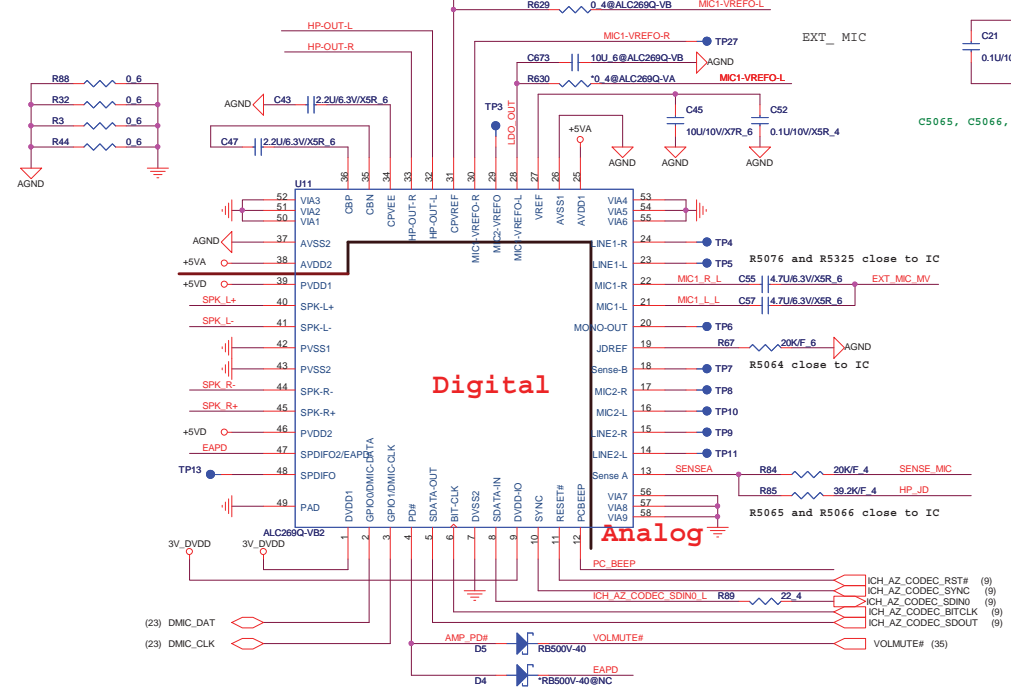 R629 0_4@ALC269Q-VB MIC1-VREFO-L
HP-OUT-L
HP-OUT-R
MIC1-VREFO-R TP27
EXT_ MIC
C21
0.1U/10
C673 10U_6@ALC269Q-VB AGND
R630 *0_4@ALC269Q-VA MIC1-VREFO-L
R88 0_6
R32 0_6
R3 0_6
R44 0_6
AGND
AGND C43 2.2U/6.3V/X5R_6
C47 2.2U/6.3V/X5R_6
TP3
LDO_OUT
+5VA
AGND
C45
10U/10V/X7R_6
AGND
C52
0.1U/10V/X5R_4
AGND
C5065, C5066,
U11
36 35 34 33 32 31 30 29 28 27 26 25
CBP
CBN
CPVEE
HP-OUT-R
HP-OUT-L
CPVREF
MIC1-VREFO-R
MIC2-VREFO
MIC1-VREFO-L
VREF
AVSS1
AVDD1
52 VIA3
51 VIA2
50 VIA1
AGND 37 AVSS2
+5VA 38 AVDD2
+5VD 39 PVDD1
SPK_L+ 40 SPK-L+
SPK_L- 41 SPK-L-
42 PVSS1
43 PVSS2
SPK_R- 44 SPK-R-
SPK_R+ 45 SPK-R+
+5VD 46 PVDD2
EAPD 47 SPDIFO2/EAPD
TP13 48 SPDIFO
49 PAD
ALC269Q-VB2
VIA4 53
VIA5 54
VIA6 55
LINE1-R 24 TP4
LINE1-L 23 TP5
R5076 and R5325 close to IC
MIC1-R 22 MIC1_R_L C55 4.7U/6.3V/X5R_6 EXT_MIC_MV
MIC1-L 21 MIC1_L_L C57 4.7U/6.3V/X5R_6
MONO-OUT 20 TP6
JDREF 19 R67 20K/F_6 AGND
R5064 close to IC
Sense-B 18 TP7
MIC2-R 17 TP8
MIC2-L 16 TP10
LINE2-R 15 TP9
LINE2-L 14 TP11
Sense A 13 SENSEA R84 20K/F_4 SENSE_MIC
R85 39.2K/F_4 HP_JD
R5065 and R5066 close to IC
VIA7 56
VIA8 57
VIA9 58
Digital
Analog
DVDD1
GPIO0/DMIC-DATA
GPIO1/DMIC-CLK
PD#
SDATA-OUT
BIT-CLK
DVSS2
SDATA-IN
DVDD-IO
SYNC
RESET#
PCBEEP
1 2 3 4 5 6 7 8 9 10 11 12
3V_DVDD 3V_DVDD
PC_BEEP
ICH_AZ_CODEC_RST# (9)
ICH_AZ_CODEC_SYNC (9)
ICH_AZ_CODEC_SDIN0_L R89 22_4 ICH_AZ_CODEC_SDIN0 (9)
ICH_AZ_CODEC_BITCLK (9)
ICH_AZ_CODEC_SDOUT (9)
(23) DMIC_DAT
(23) DMIC_CLK
AMP_PD# D5 RB500V-40 VOLMUTE# VOLMUTE# (35)
D4 *RB500V-40@NC EAPD